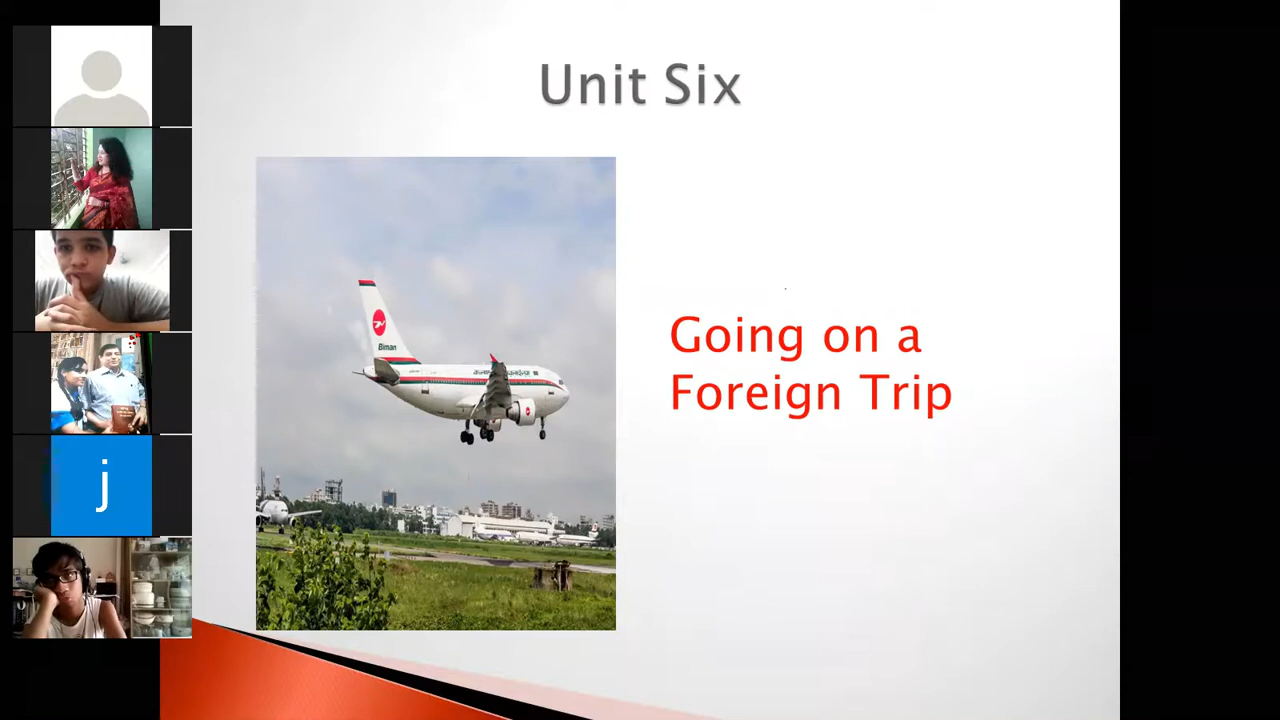 Unit Six
Going on a
Foreign Trip
Biman
j